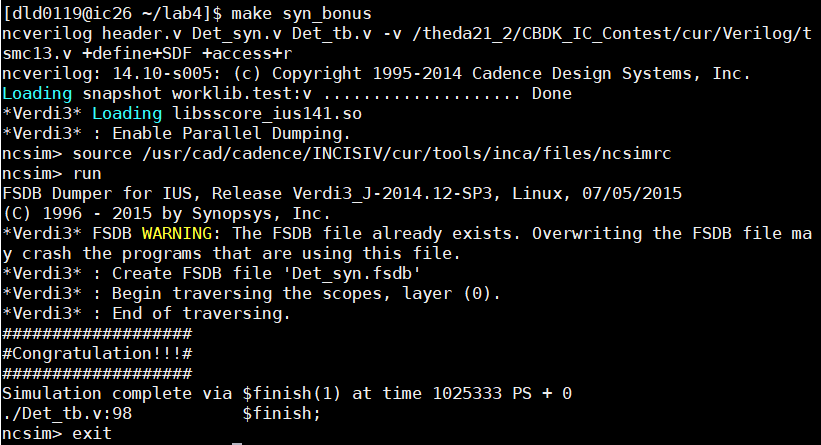 [dld0119@ic26 ~/lab4]$ make syn_bonus
ncverilog header.v Det_syn.v Det_tb.v -v /theda21_2/CBDK_IC_Contest/cur/Verilog/t
smc13.v +define+SDF +access+r
ncverilog: 14.10-s005: (c) Copyright 1995-2014 Cadence Design Systems, Inc.
Loading snapshot worklib.test:v .................... Done
*Verdi3* Loading libsscore_ius141.so
*Verdi3* : Enable Parallel Dumping.
ncsim> source /usr/cad/cadence/INCISIV/cur/tools/inca/files/ncsimrc
ncsim> run
FSDB Dumper for IUS, Release Verdi3_J-2014.12-SP3, Linux, 07/05/2015
(C) 1996 - 2015 by Synopsys, Inc.
*Verdi3* FSDB WARNING: The FSDB file already exists. Overwriting the FSDB file ma
y crash the programs that are using this file.
*Verdi3* : Create FSDB file 'Det_syn.fsdb'
*Verdi3* : Begin traversing the scopes, layer (0).
*Verdi3* : End of traversing.
###################
#Congratulation!!!#
###################
Simulation complete via $finish(1) at time 1025333 PS + 0
./Det_tb.v:98           $finish;
ncsim> exit